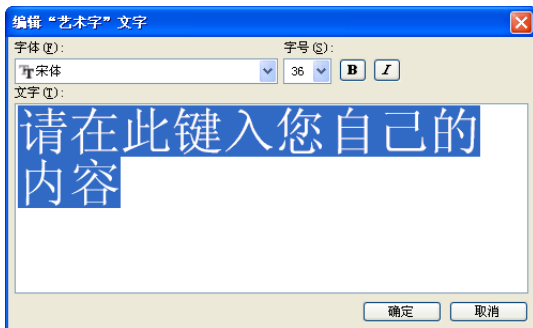 编辑“艺术字”文字
字体(F): 字号(S):
宋体 36 B I
文字(T):
请在此键入您自己的
内容
确定 取消